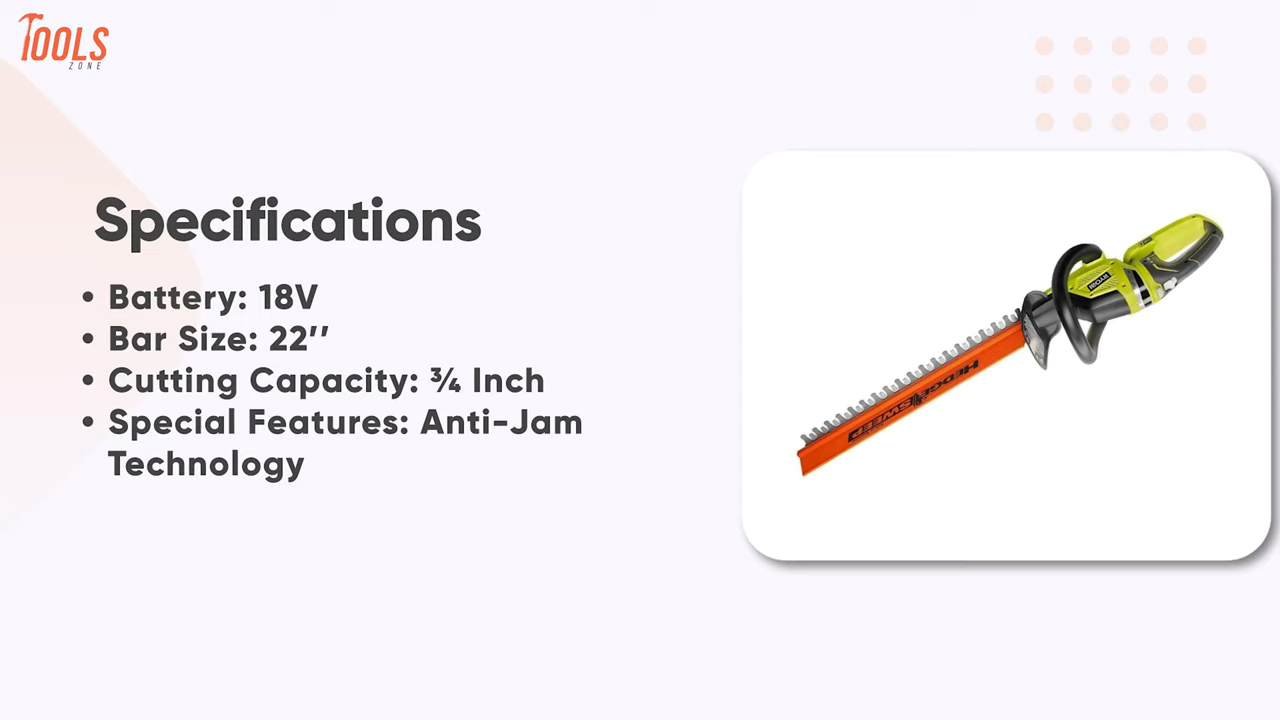 TOOLS
ZONE
Specifications
• Battery: 18V
• Bar Size: 22’’
• Cutting Capacity: ¾ Inch
• Special Features: Anti-Jam
Technology
RYOBI
HEDGE SWEEP